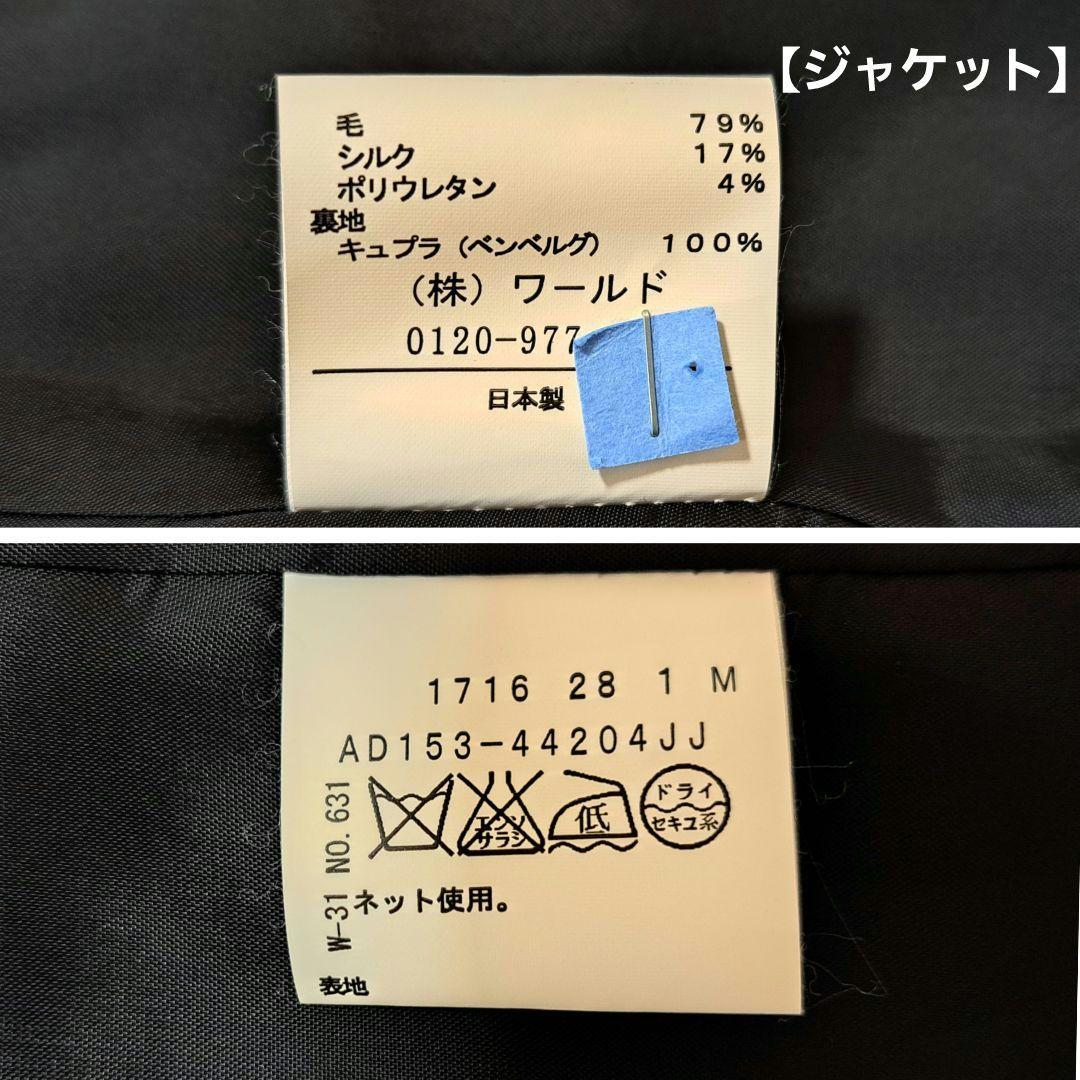 【ジャケット】
毛 79%
シルク 17%
ポリウレタン 4%
裏地
キュプラ（ベンベルグ） 100%
（株）ワールド
0120-977
日本製
1716 28 1 M
AD153-44204JJ
エンソ
サラシ
低
ドライ
セキユ系
W-31 NO.631
ネット使用。
表地